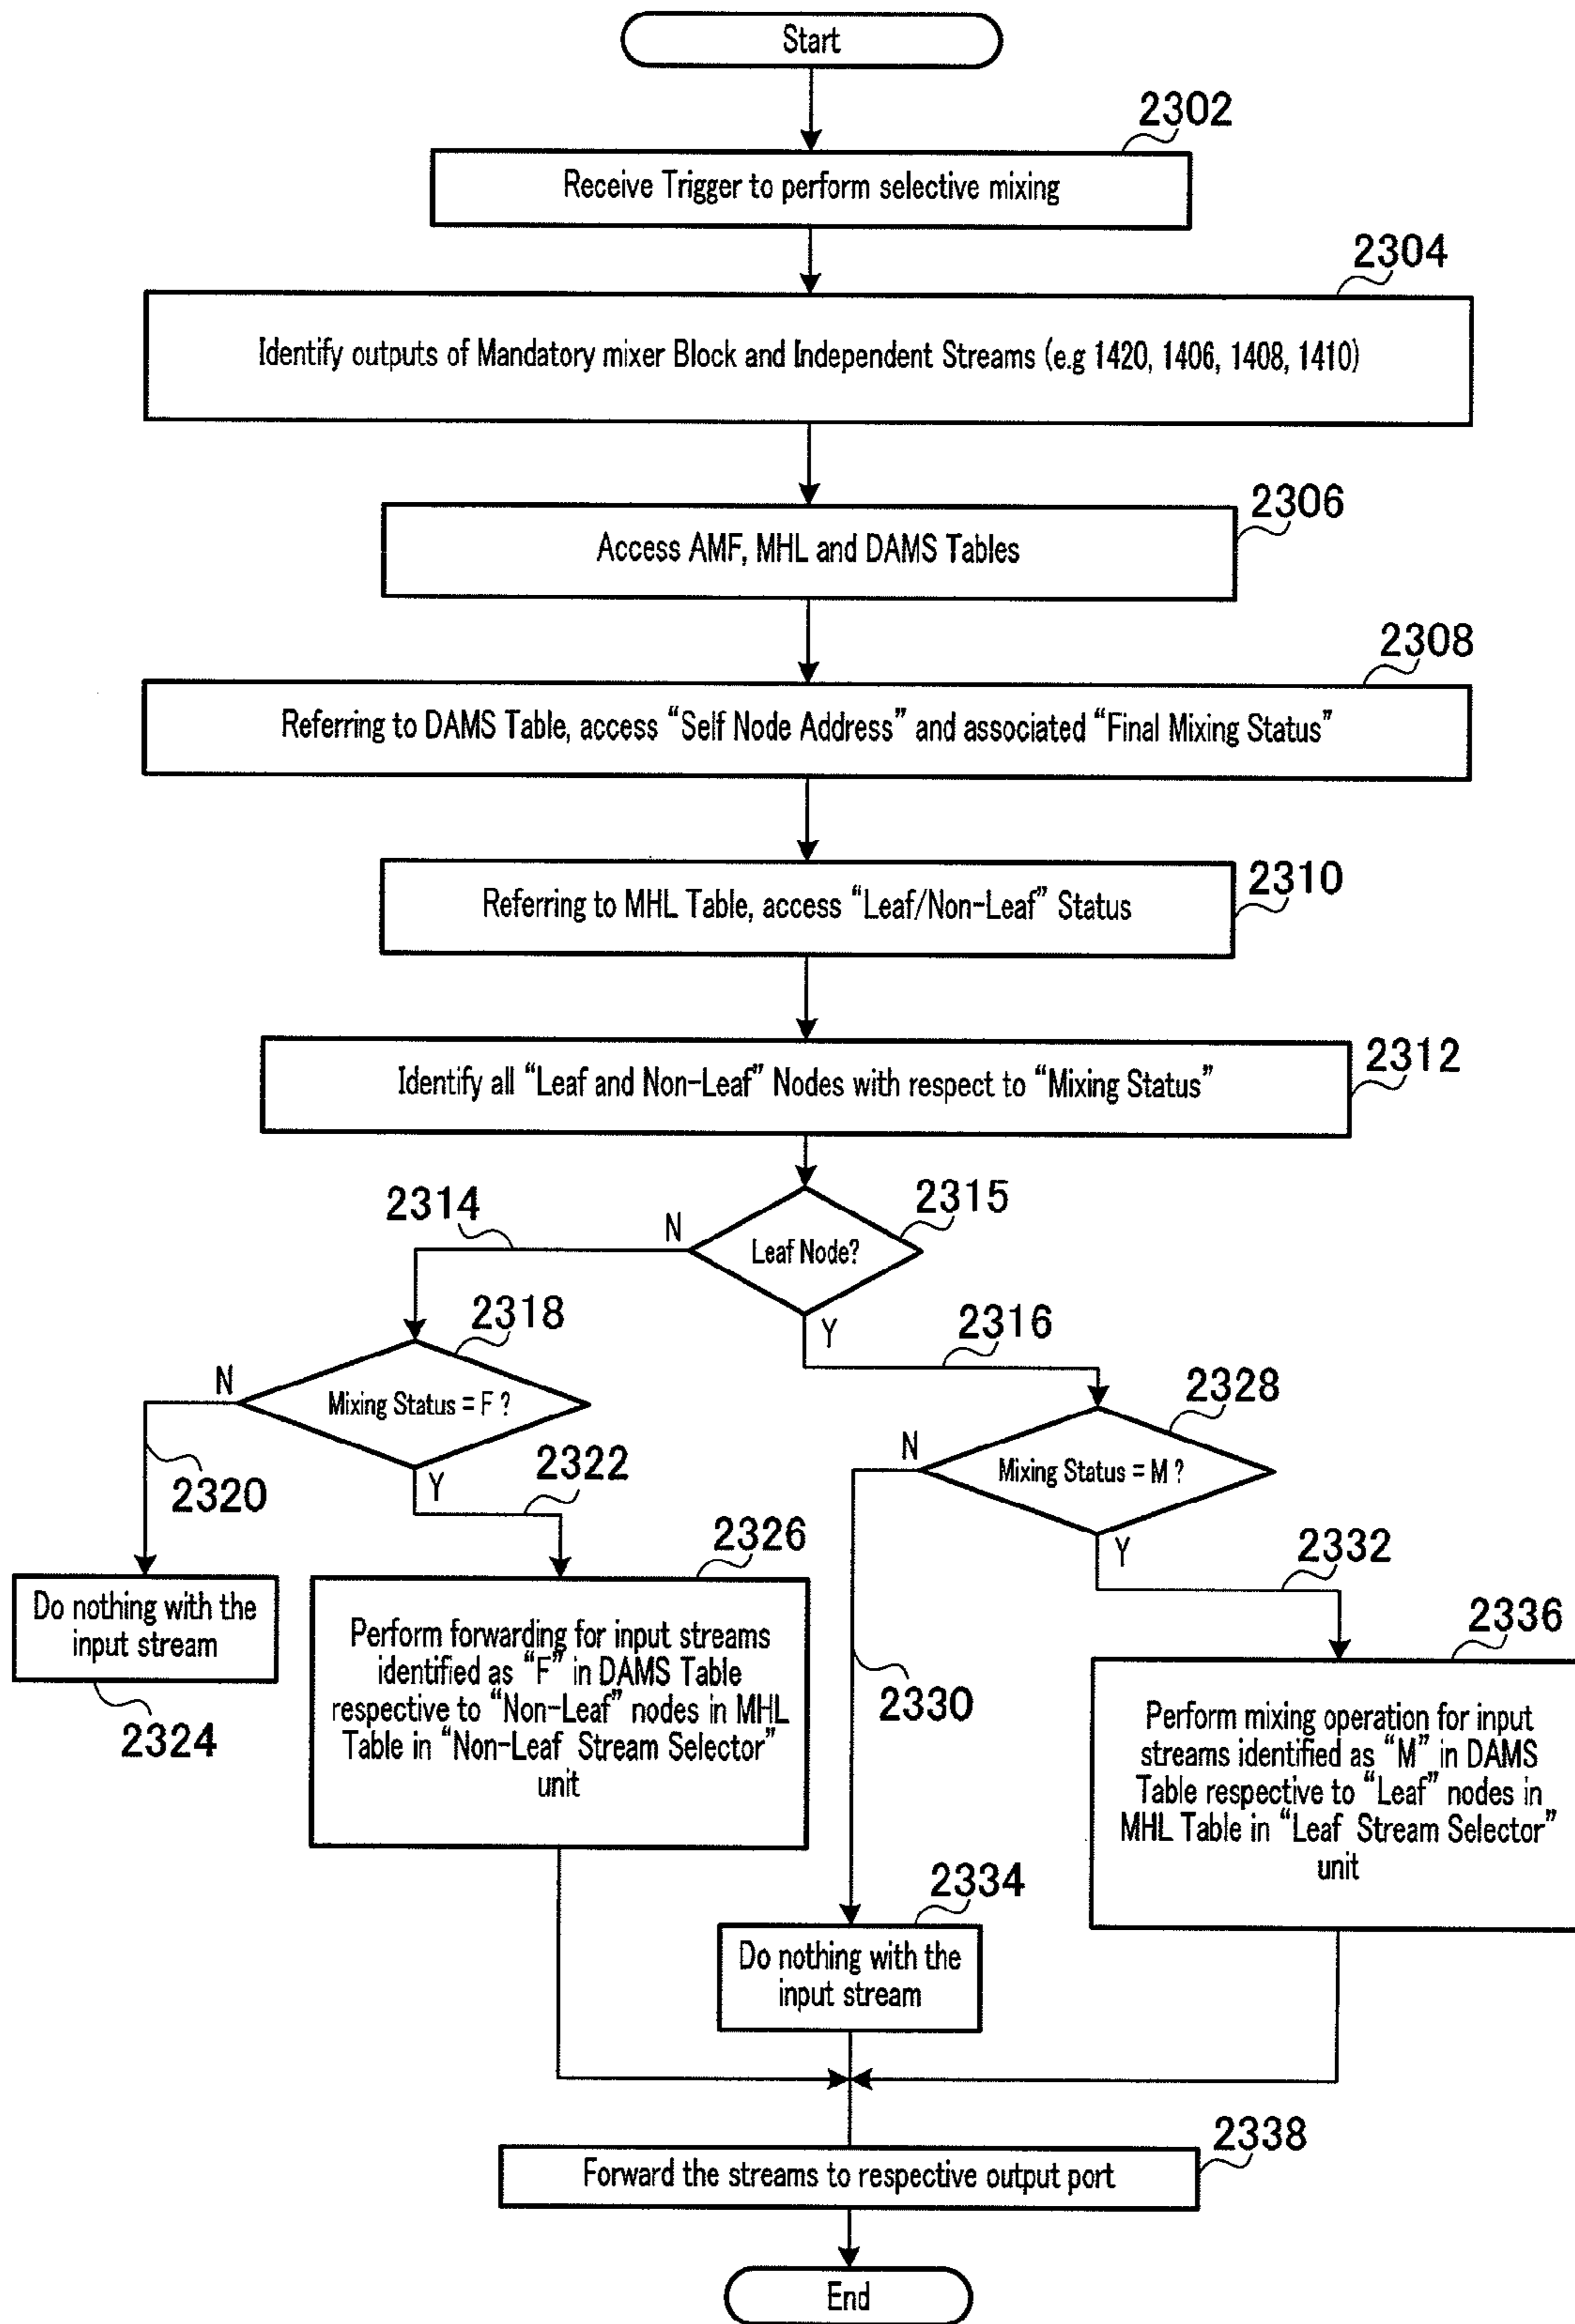 Start
2302
Receive Trigger to perform selective mixing
2304
Identify outputs of Mandatory mixer Block and Independent Streams (e.g 1420, 1406, 1408, 1410)
2306
Access AMF, MHL and DAMS Tables
2308
Referring to DAMS Table, access “Self Node Address” and associated “Final Mixing Status”
2310
Referring to MHL Table, access “Leaf/Non-Leaf” Status
2312
Identify all “Leaf and Non-Leaf” Nodes with respect to “Mixing Status”
2314
N
2315
Leaf Node?
Y
2316
2318
N
Mixing Status = F ?
Y
2320
2322
2328
N
Mixing Status = M ?
Y
2330
2332
Do nothing with the
input stream
2324
2326
Perform forwarding for input streams
identified as “F” in DAMS Table
respective to “Non-Leaf” nodes in MHL
Table in “Non-Leaf Stream Selector”
unit
2336
Perform mixing operation for input
streams identified as “M” in DAMS
Table respective to “Leaf” nodes in
MHL Table in “Leaf Stream Selector”
unit
2334
Do nothing with the
input stream
2338
Forward the streams to respective output port
End